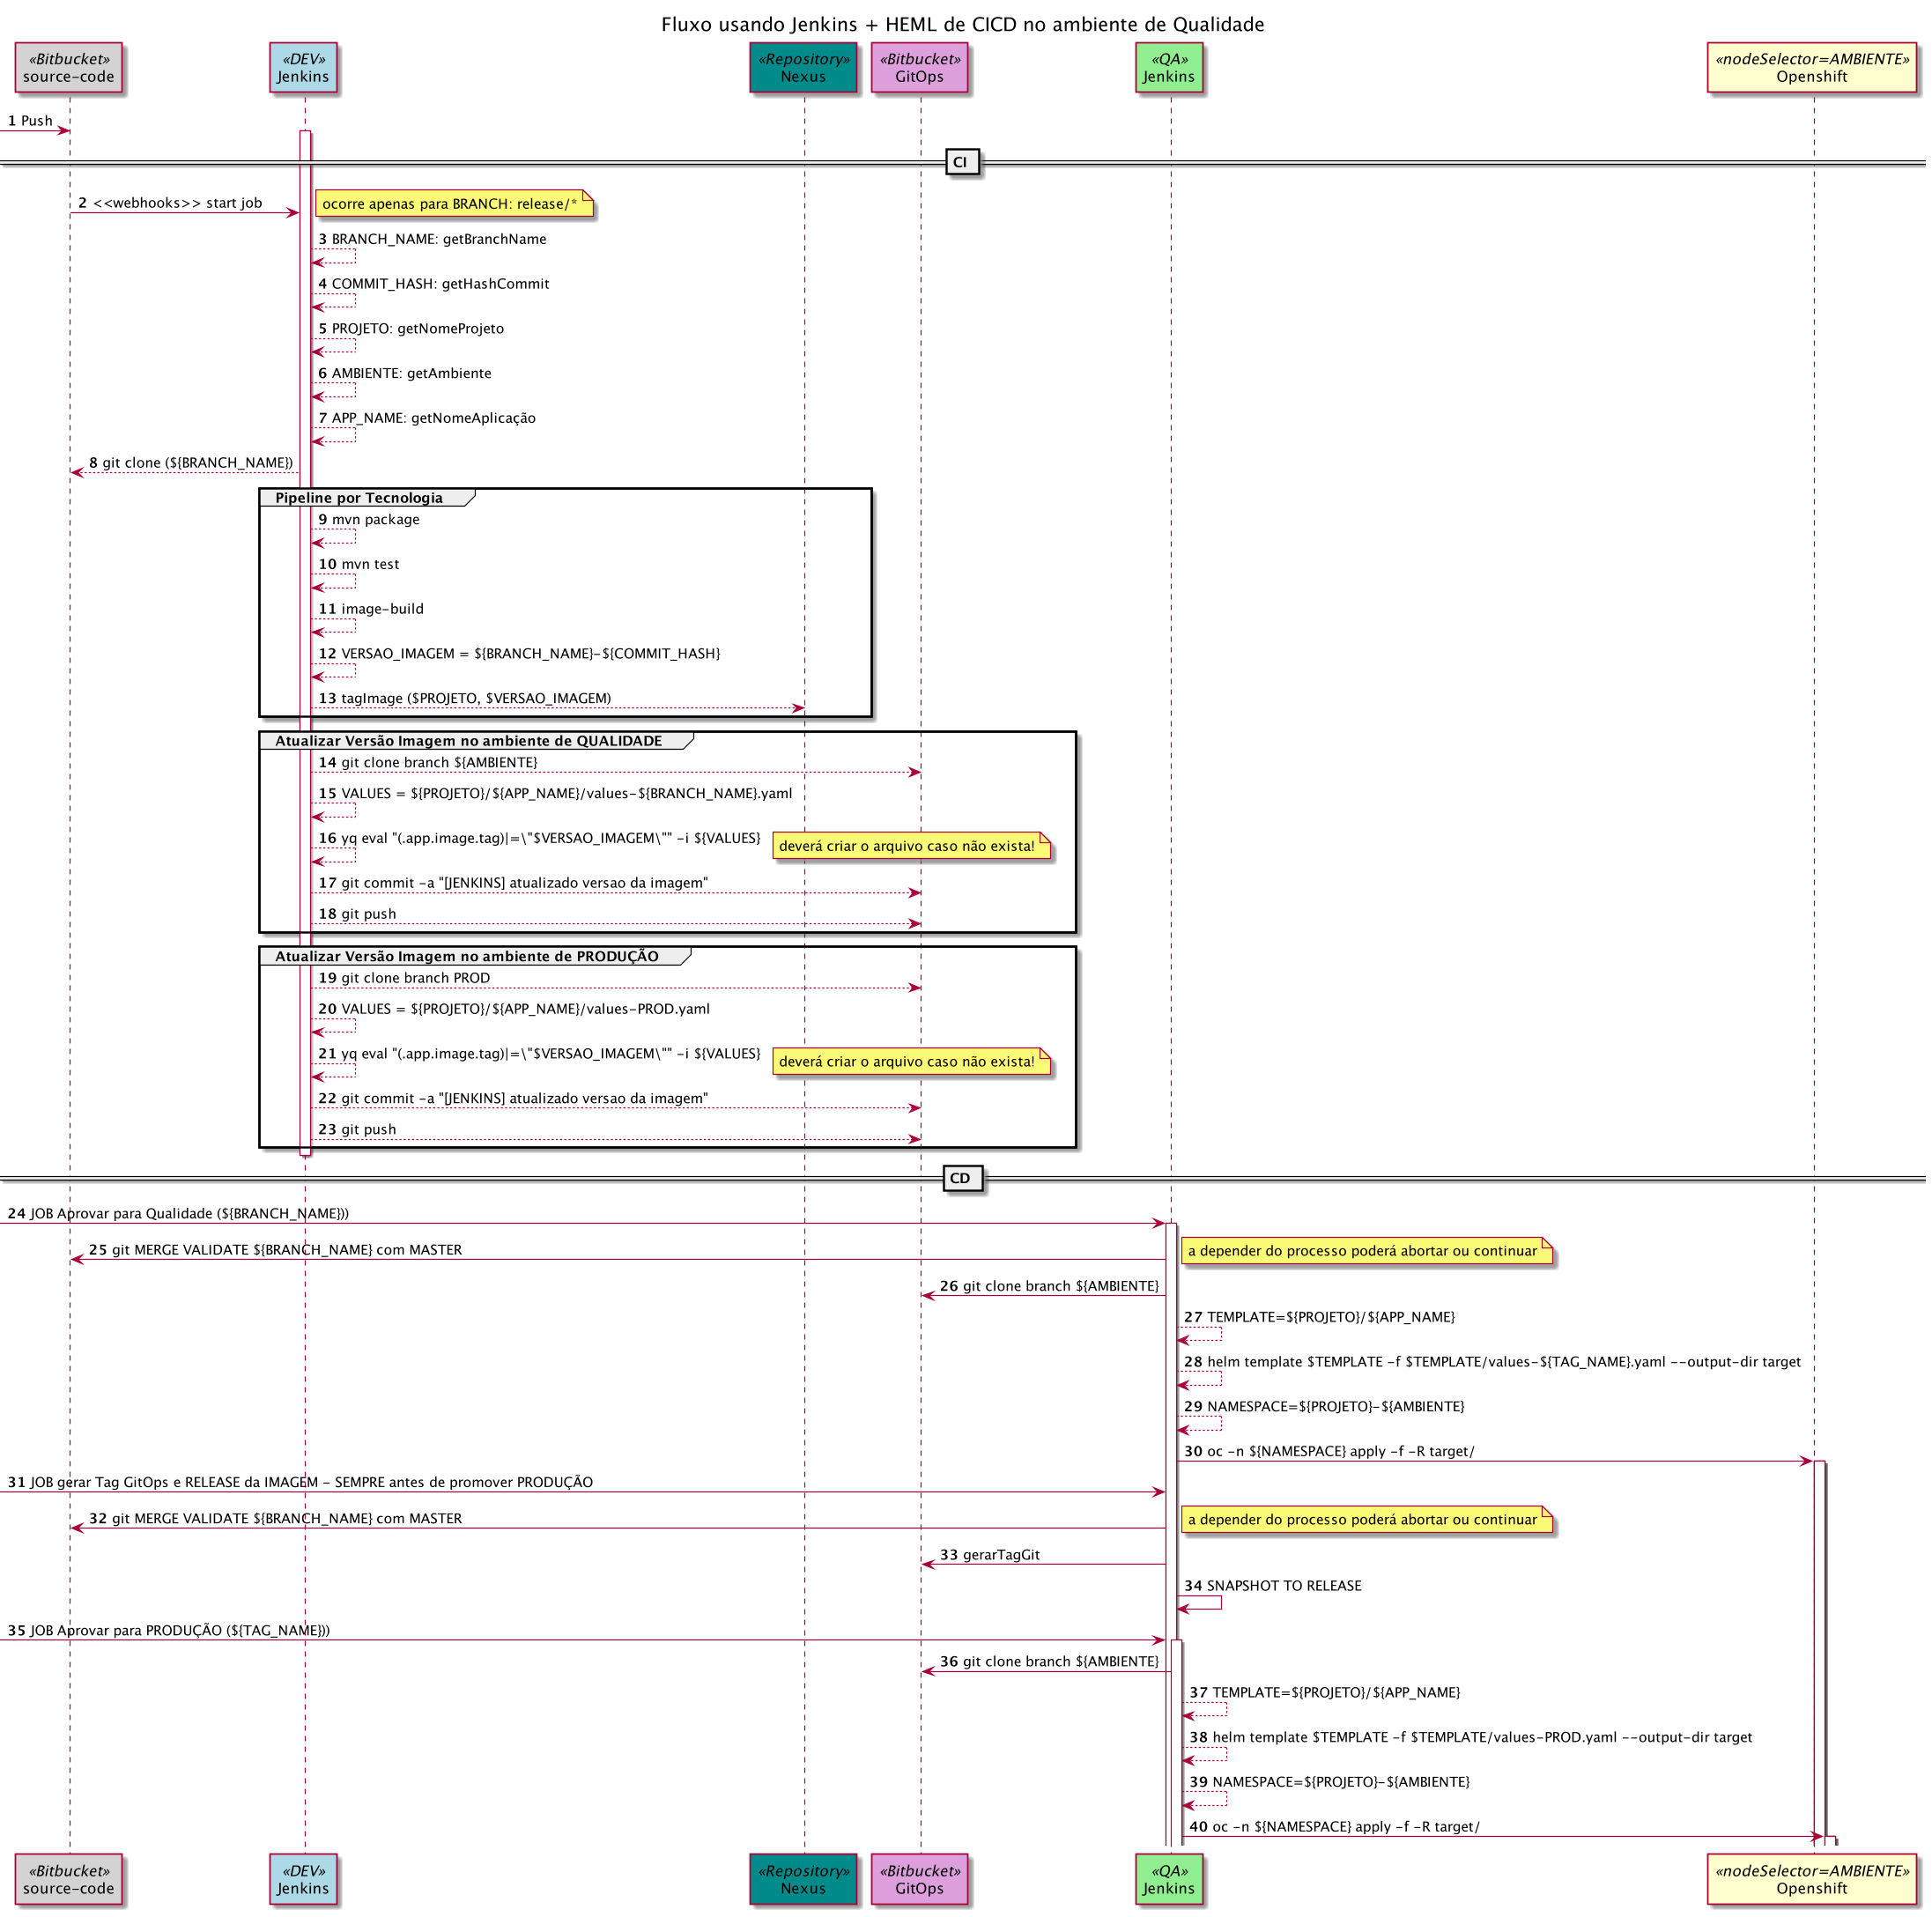 Fluxo usando Jenkins + HEML de CICD no ambiente de Qualidade
«Bitbucket»
source-code
«DEV»
Jenkins
«Repository»
Nexus
«Bitbucket»
GitOps
«QA»
Jenkins
«nodeSelector=AMBIENTE»
Openshift
1 Push
CI
2 <<webhooks>> start job
ocorre apenas para BRANCH: release/*
3 BRANCH_NAME: getBranchName
4 COMMIT_HASH: getHashCommit
5 PROJETO: getNomeProjeto
6 AMBIENTE: getAmbiente
7 APP_NAME: getNomeAplicação
8 git clone (${BRANCH_NAME})
Pipeline por Tecnologia
9 mvn package
10 mvn test
11 image-build
12 VERSAO_IMAGEM = ${BRANCH_NAME}-${COMMIT_HASH}
13 tagImage ($PROJETO, $VERSAO_IMAGEM)
Atualizar Versão Imagem no ambiente de QUALIDADE
14 git clone branch ${AMBIENTE}
15 VALUES = ${PROJETO}/${APP_NAME}/values-${BRANCH_NAME}.yaml
16 yq eval "(.app.image.tag)|=\"$VERSAO_IMAGEM\"" -i ${VALUES}
deverá criar o arquivo caso não exista!
17 git commit -a "[JENKINS] atualizado versao da imagem"
18 git push
Atualizar Versão Imagem no ambiente de PRODUÇÃO
19 git clone branch PROD
20 VALUES = ${PROJETO}/${APP_NAME}/values-PROD.yaml
21 yq eval "(.app.image.tag)|=\"$VERSAO_IMAGEM\"" -i ${VALUES}
deverá criar o arquivo caso não exista!
22 git commit -a "[JENKINS] atualizado versao da imagem"
23 git push
CD
24 JOB Aprovar para Qualidade (${BRANCH_NAME}))
25 git MERGE VALIDATE ${BRANCH_NAME} com MASTER
a depender do processo poderá abortar ou continuar
26 git clone branch ${AMBIENTE}
27 TEMPLATE=${PROJETO}/${APP_NAME}
28 helm template $TEMPLATE -f $TEMPLATE/values-${TAG_NAME}.yaml --output-dir target
29 NAMESPACE=${PROJETO}-${AMBIENTE}
30 oc -n ${NAMESPACE} apply -f -R target/
31 JOB gerar Tag GitOps e RELEASE da IMAGEM - SEMPRE antes de promover PRODUÇÃO
32 git MERGE VALIDATE ${BRANCH_NAME} com MASTER
a depender do processo poderá abortar ou continuar
33 gerarTagGit
34 SNAPSHOT TO RELEASE
35 JOB Aprovar para PRODUÇÃO (${TAG_NAME}))
36 git clone branch ${AMBIENTE}
37 TEMPLATE=${PROJETO}/${APP_NAME}
38 helm template $TEMPLATE -f $TEMPLATE/values-PROD.yaml --output-dir target
39 NAMESPACE=${PROJETO}-${AMBIENTE}
40 oc -n ${NAMESPACE} apply -f -R target/
«Bitbucket»
source-code
«DEV»
Jenkins
«Repository»
Nexus
«Bitbucket»
GitOps
«QA»
Jenkins
«nodeSelector=AMBIENTE»
Openshift